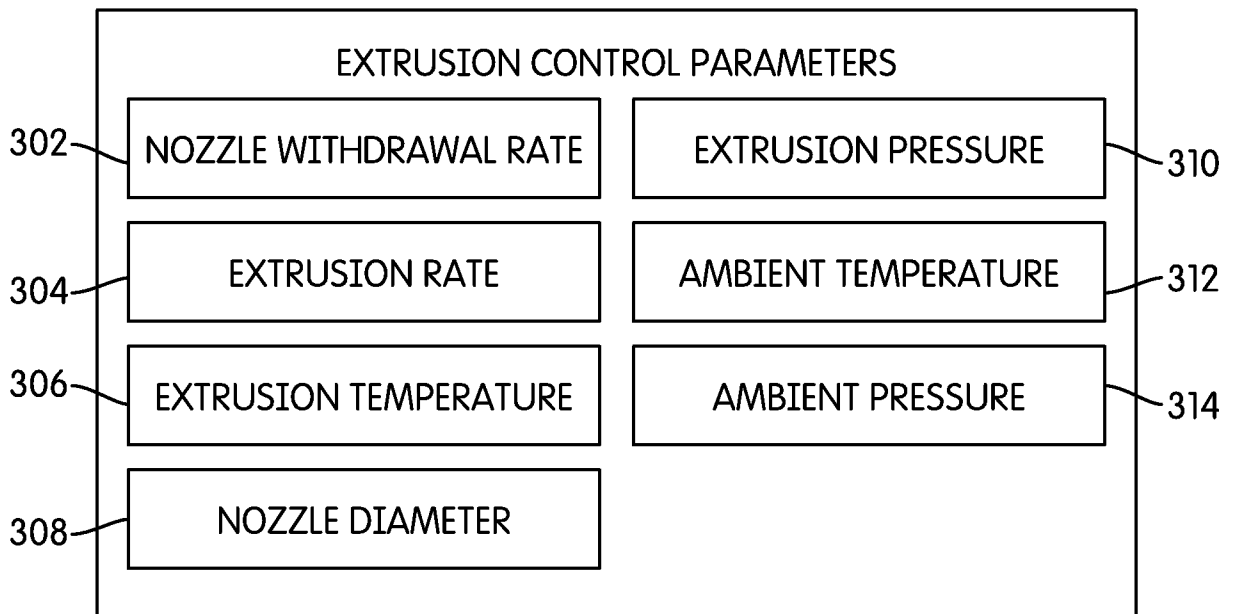 EXTRUSION CONTROL PARAMETERS
302 NOZZLE WITHDRAWAL RATE
EXTRUSION PRESSURE 310
304 EXTRUSION RATE
AMBIENT TEMPERATURE 312
306 EXTRUSION TEMPERATURE
AMBIENT PRESSURE 314
308 NOZZLE DIAMETER